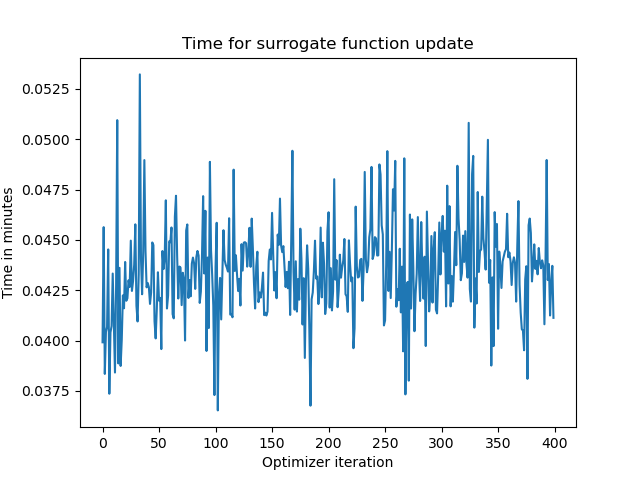 Time for surrogate function update
Time in minutes
0.0525
0.0500
0.0475
0.0450
0.0425
0.0400
0.0375
0 50 100 150 200 250 300 350 400
Optimizer iteration